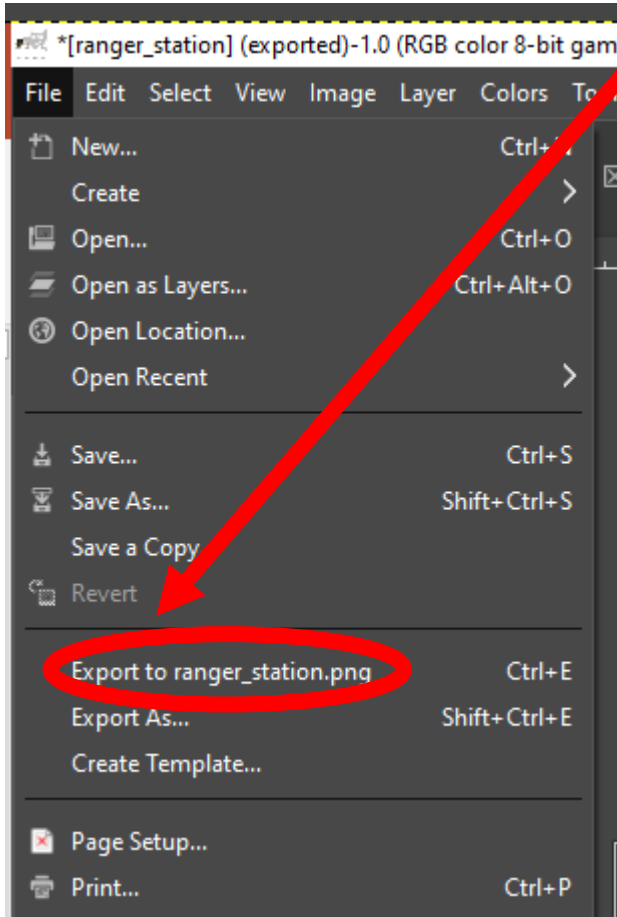 *[ranger_station] (exported)-1.0 (RGB color 8-bit gam
File Edit Select View Image Layer Colors
New...
Create
Open... Ctrl+O
Open as Layers... Ctrl+Alt+O
Open Location...
Open Recent
Save... Ctrl+S
Save As... Shift+Ctrl+S
Save a Copy
Revert
Export to ranger_station.png Ctrl+E
Export As... Shift+Ctrl+E
Create Template...
Page Setup...
Print... Ctrl+P